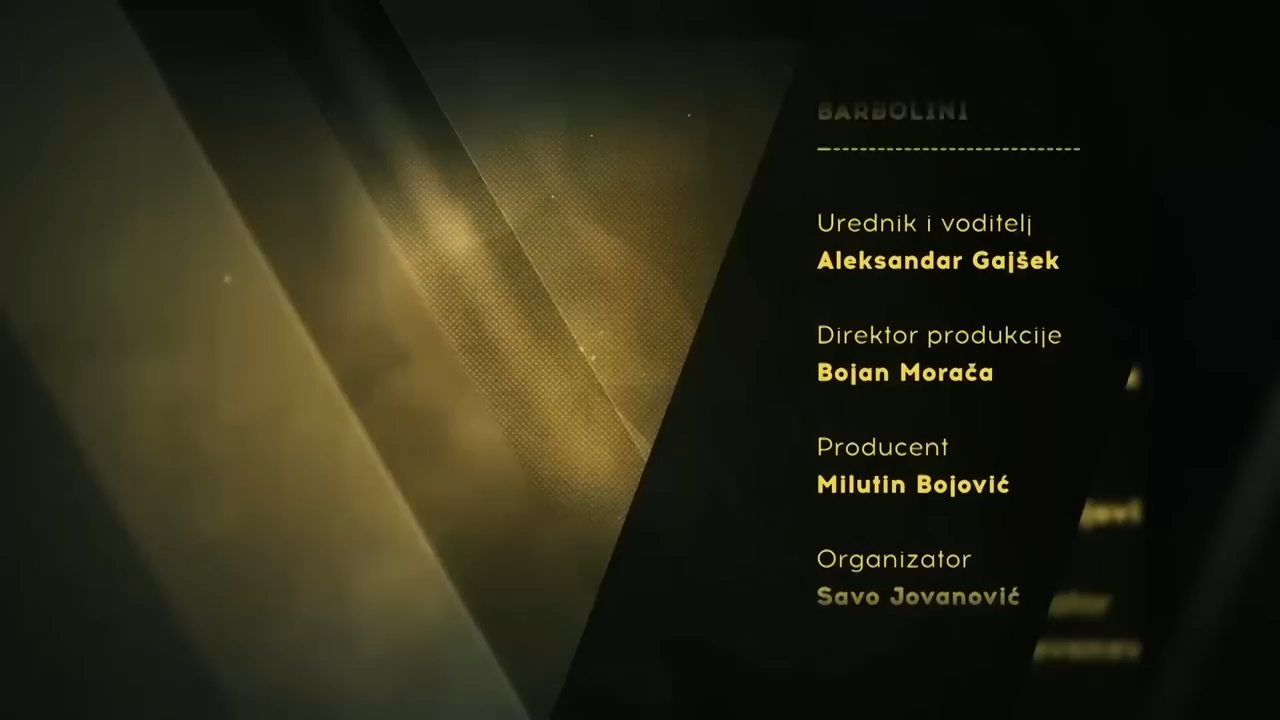 BARBOLINI
Urednik i voditelj
Aleksandar Gajšek
Direktor produkcije
Bojan Morača
Producent
Milutin Bojović
Organizator
Savo Jovanović